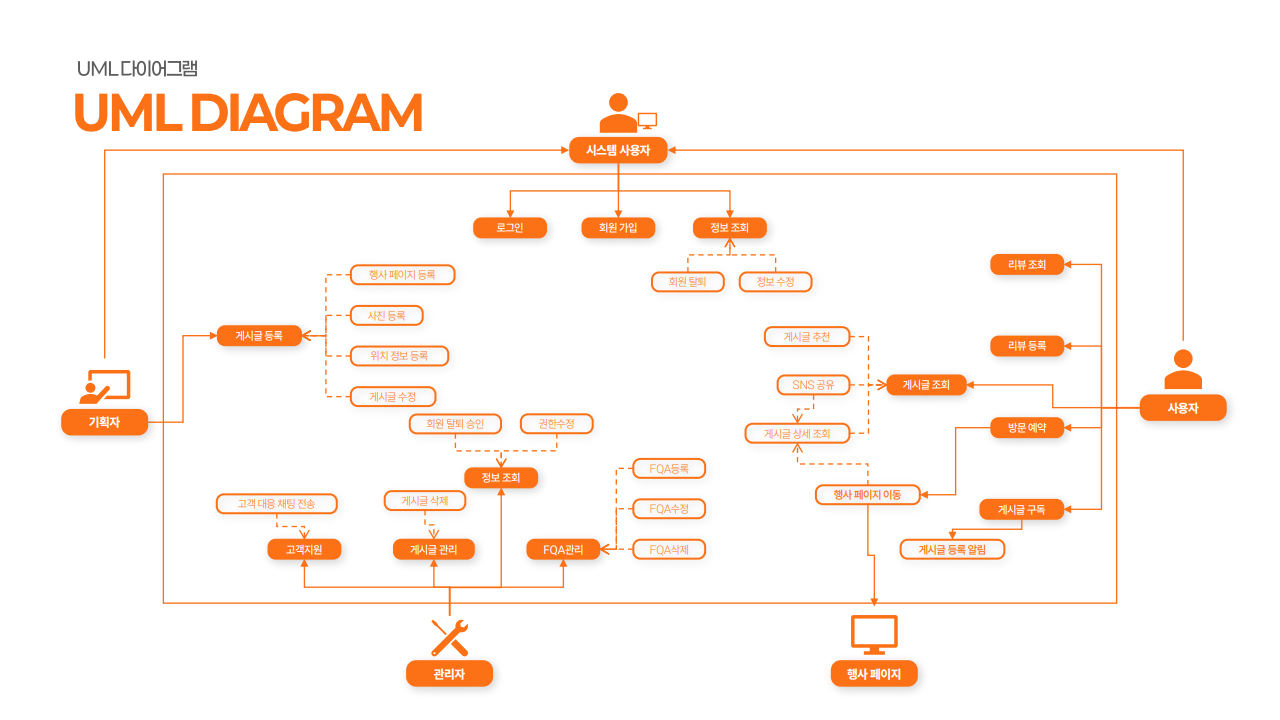 UML 다이어그램
UML DIAGRAM
시스템 사용자
로그인
회원 가입
정보 조회
회원 탈퇴
정보 수정
행사 페이지 등록
사진 등록
게시글 등록
위치 정보 등록
게시글 수정
기획자
리뷰 조회
리뷰 등록
게시글 추천
SNS 공유
게시글 조회
게시글 상세 조회
방문 예약
사용자
행사 페이지 이동
게시글 구독
게시글 등록 알림
회원 탈퇴 승인
권한수정
정보 조회
고객 대응 채팅 전송
게시글 삭제
고객지원
게시글 관리
FQA관리
FQA등록
FQA수정
FQA삭제
관리자
행사 페이지